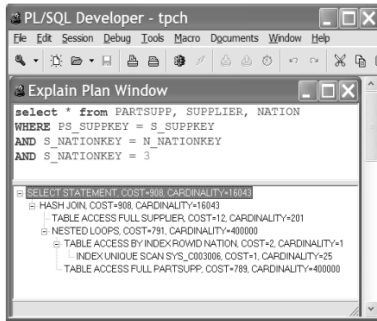 PL/SQL Developer - tpch
File Edit Session Debug Tools Macro Documents Window Help
Explain Plan Window
select * from PARTSUPP, SUPPLIER, NATION
WHERE PS_SUPPKEY = S_SUPPKEY
AND S_NATIONKEY = N_NATIONKEY
AND S_NATIONKEY = 3
SELECT STATEMENT, COST=908, CARDINALITY=16043
HASH JOIN, COST=908, CARDINALITY=16043
TABLE ACCESS FULL SUPPLIER, COST=12, CARDINALITY=201
NESTED LOOPS, COST=791, CARDINALITY=400000
TABLE ACCESS BY INDEX ROWID NATION, COST=2, CARDINALITY=1
INDEX UNIQUE SCAN SYS_C003006, COST=1, CARDINALITY=25
TABLE ACCESS FULL PARTSUPP, COST=789, CARDINALITY=400000